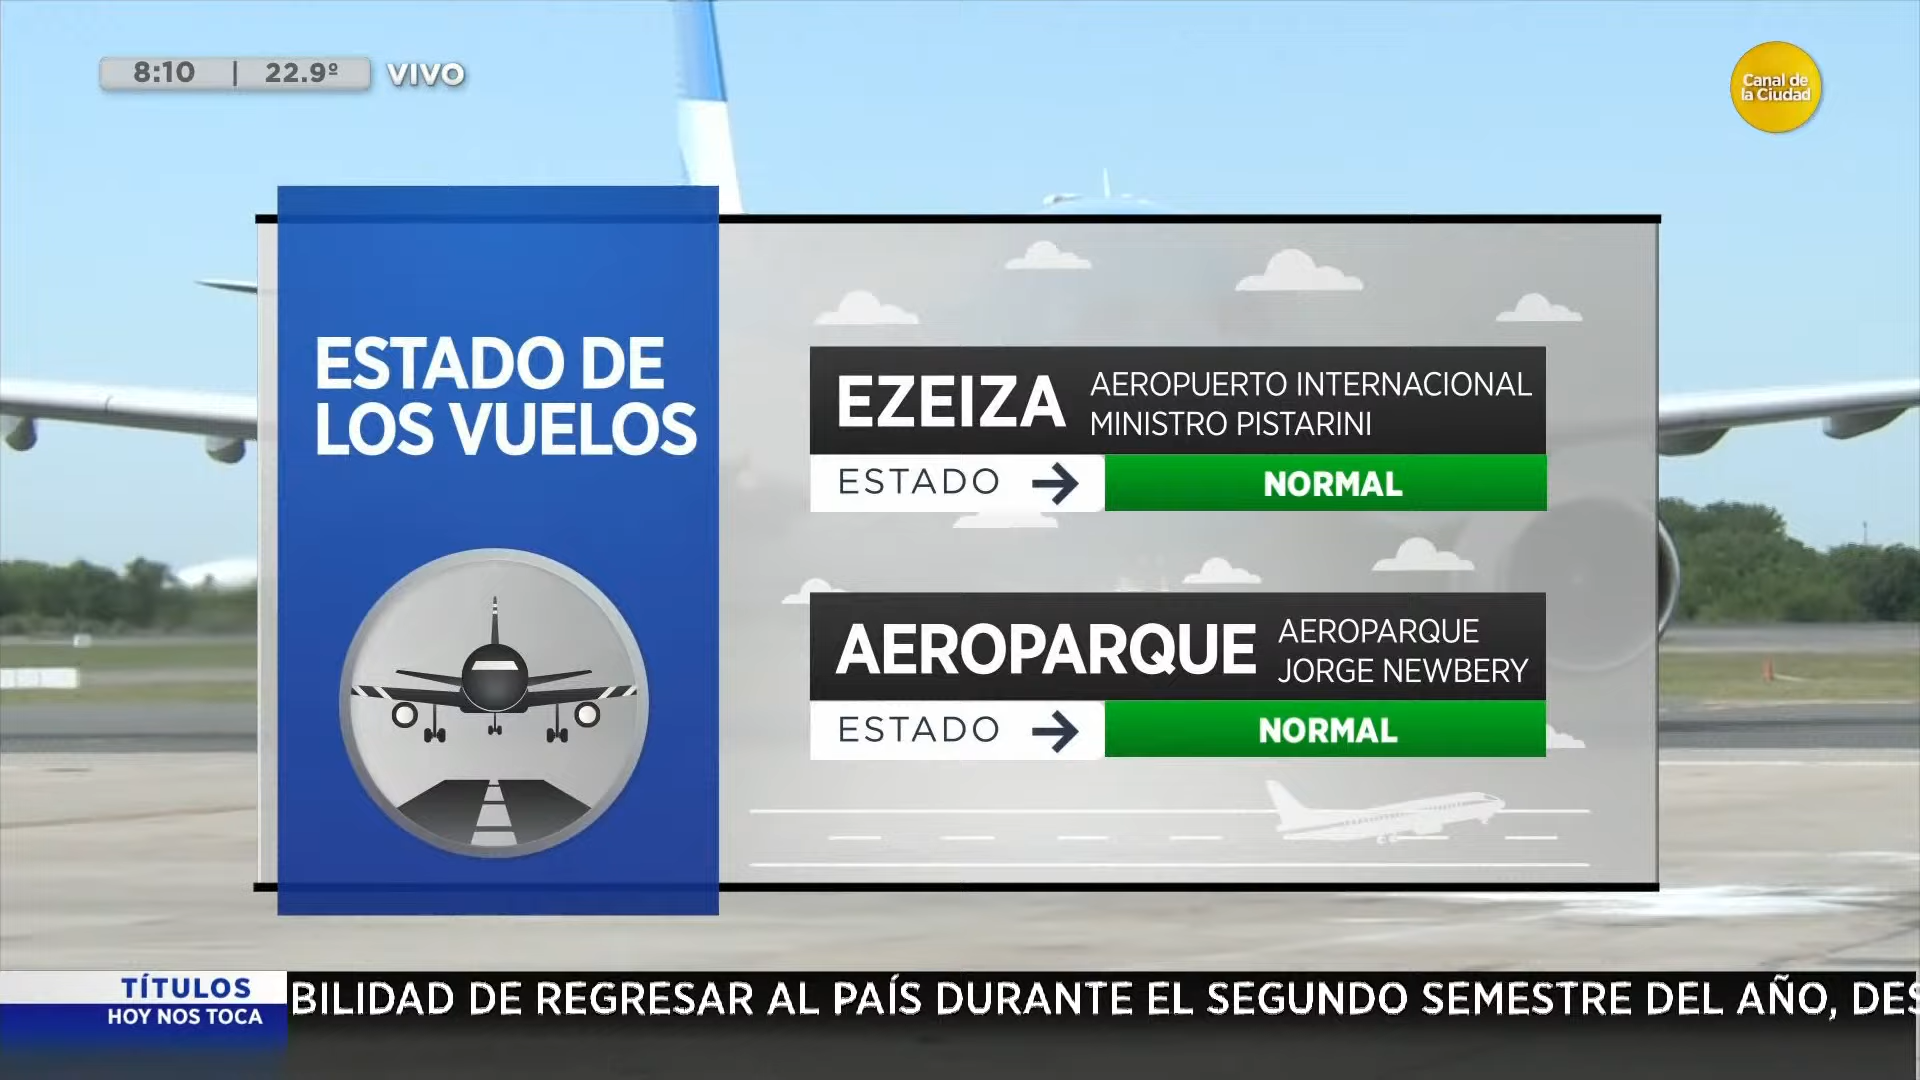 8:10 | 22.9º VIVO
Canal de
la Ciudad
ESTADO DE
LOS VUELOS
EZEIZA
AEROPUERTO INTERNACIONAL
MINISTRO PISTARINI
ESTADO → NORMAL
AEROPARQUE
AEROPARQUE
JORGE NEWBERY
ESTADO → NORMAL
TÍTULOS
HOY NOS TOCA
BILIDAD DE REGRESAR AL PAÍS DURANTE EL SEGUNDO SEMESTRE DEL AÑO, DES